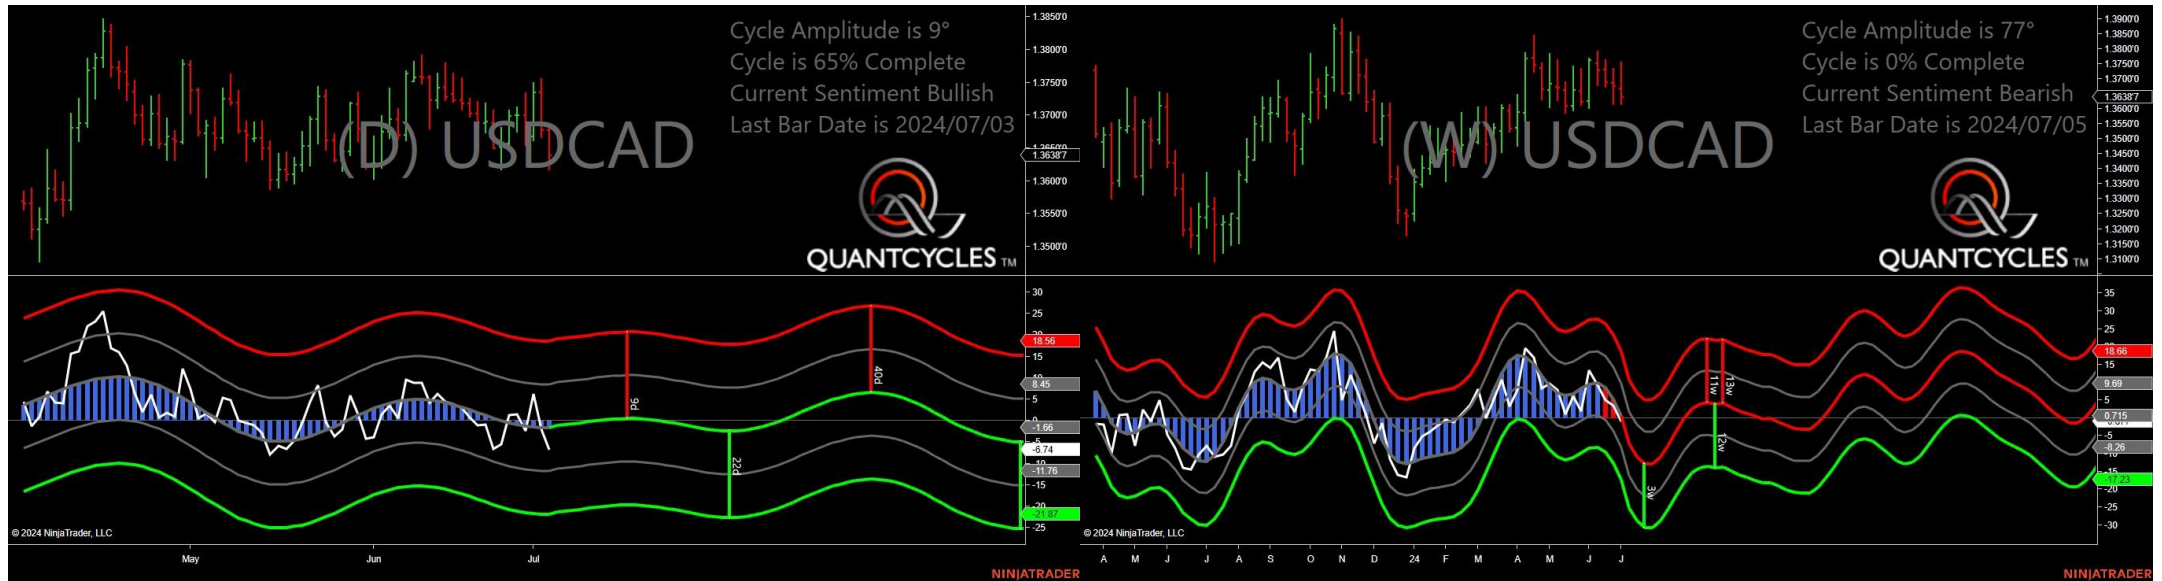 Cycle Amplitude is 9°
Cycle is 65% Complete
Current Sentiment Bullish
Last Bar Date is 2024/07/03
(D) USDCAD
QUANTCYCLES TM
1.3850'0
1.3800'0
1.3750'0
1.3700'0
1.3638'7
1.3600'0
1.3550'0
1.3500'0
30
25
18.56
15
8.45
5
0
-1.66
-6.74
-11.76
-15
-21.87
-25
9d
22d
40d
© 2024 NinjaTrader, LLC
May Jun Jul
NINJATRADER
Cycle Amplitude is 77°
Cycle is 0% Complete
Current Sentiment Bearish
Last Bar Date is 2024/07/05
(W) USDCAD
QUANTCYCLES TM
1.3900'0
1.3850'0
1.3800'0
1.3750'0
1.3700'0
1.3638'7
1.3600'0
1.3550'0
1.3500'0
1.3450'0
1.3400'0
1.3350'0
1.3300'0
1.3250'0
1.3200'0
1.3150'0
1.3100'0
35
30
25
18.66
15
9.69
5
0.715
-5
-8.26
-15
-17.23
-20
-25
-30
3w
11w
13w
12w
© 2024 NinjaTrader, LLC
A M J J A S O N D 24 F M A M J J
NINJATRADER